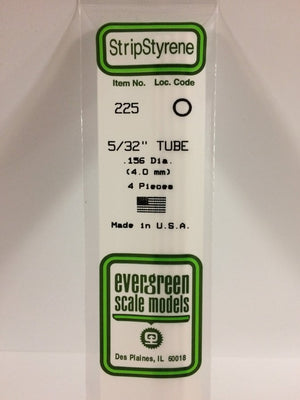 StripStyrene
Item No. Loc. Code
225
5/32" TUBE
.156 Dia.
(4.0 mm)
4 Pieces
Made in U.S.A.
evergreen
scale models
Des Plaines, IL 60018